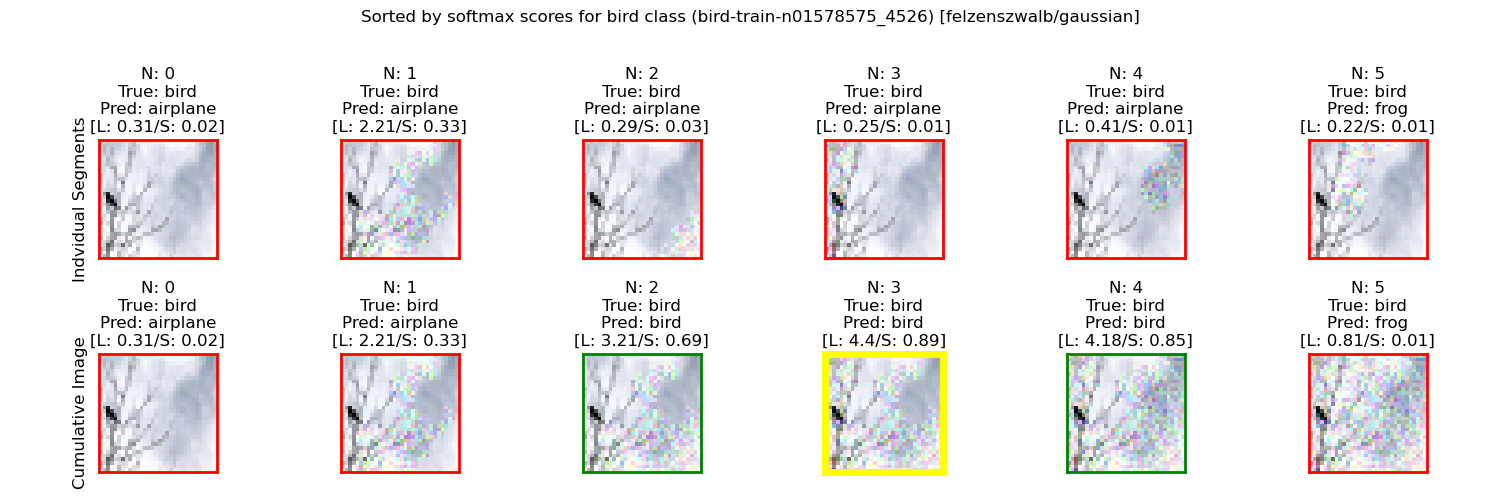 Sorted by softmax scores for bird class (bird-train-n01578575_4526) [felzenszwalb/gaussian]
Indvidual Segments
N: 0
True: bird
Pred: airplane
[L: 0.31/S: 0.02]
N: 1
True: bird
Pred: airplane
[L: 2.21/S: 0.33]
N: 2
True: bird
Pred: airplane
[L: 0.29/S: 0.03]
N: 3
True: bird
Pred: airplane
[L: 0.25/S: 0.01]
N: 4
True: bird
Pred: airplane
[L: 0.41/S: 0.01]
N: 5
True: bird
Pred: frog
[L: 0.22/S: 0.01]
Cumulative Image
N: 0
True: bird
Pred: airplane
[L: 0.31/S: 0.02]
N: 1
True: bird
Pred: airplane
[L: 2.21/S: 0.33]
N: 2
True: bird
Pred: bird
[L: 3.21/S: 0.69]
N: 3
True: bird
Pred: bird
[L: 4.4/S: 0.89]
N: 4
True: bird
Pred: bird
[L: 4.18/S: 0.85]
N: 5
True: bird
Pred: frog
[L: 0.81/S: 0.01]